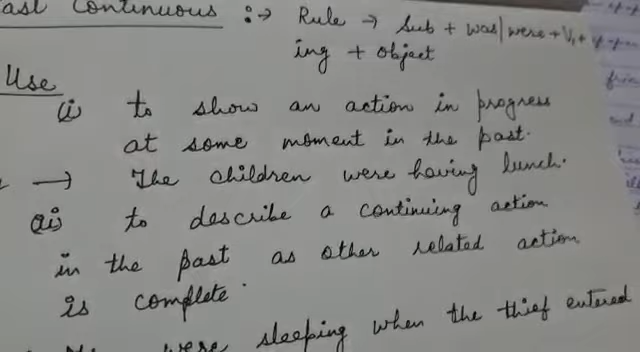 ast Continuous :→ Rule → Sub + was/were + V1 +
ing + object
Use
(i) to show an action in progress
at some moment in the past.
→ The children were having lunch.
(ii) to describe a continuing action
in the past as other related action
is complete.
were sleeping when the thief entered